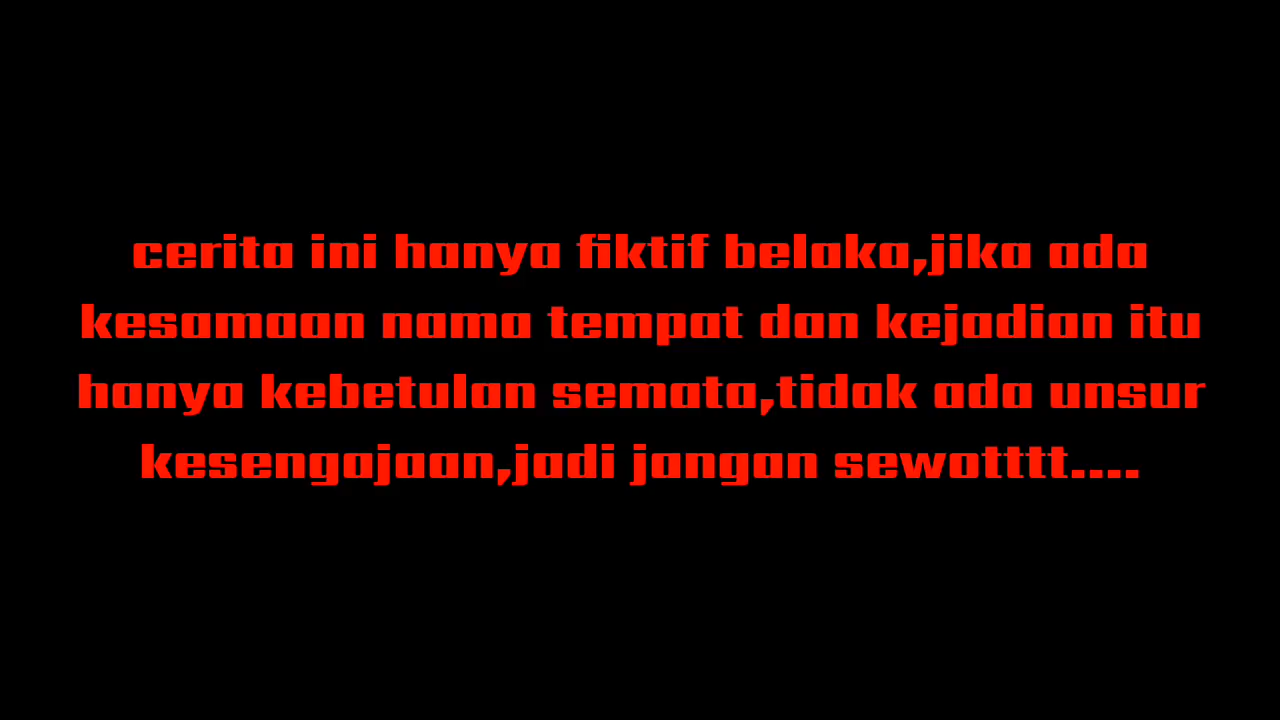 cerita ini hanya fiktif belaka,jika ada
kesamaan nama tempat dan kejadian itu
hanya kebetulan semata,tidak ada unsur
kesengajaan,jadi jangan sewotttt....